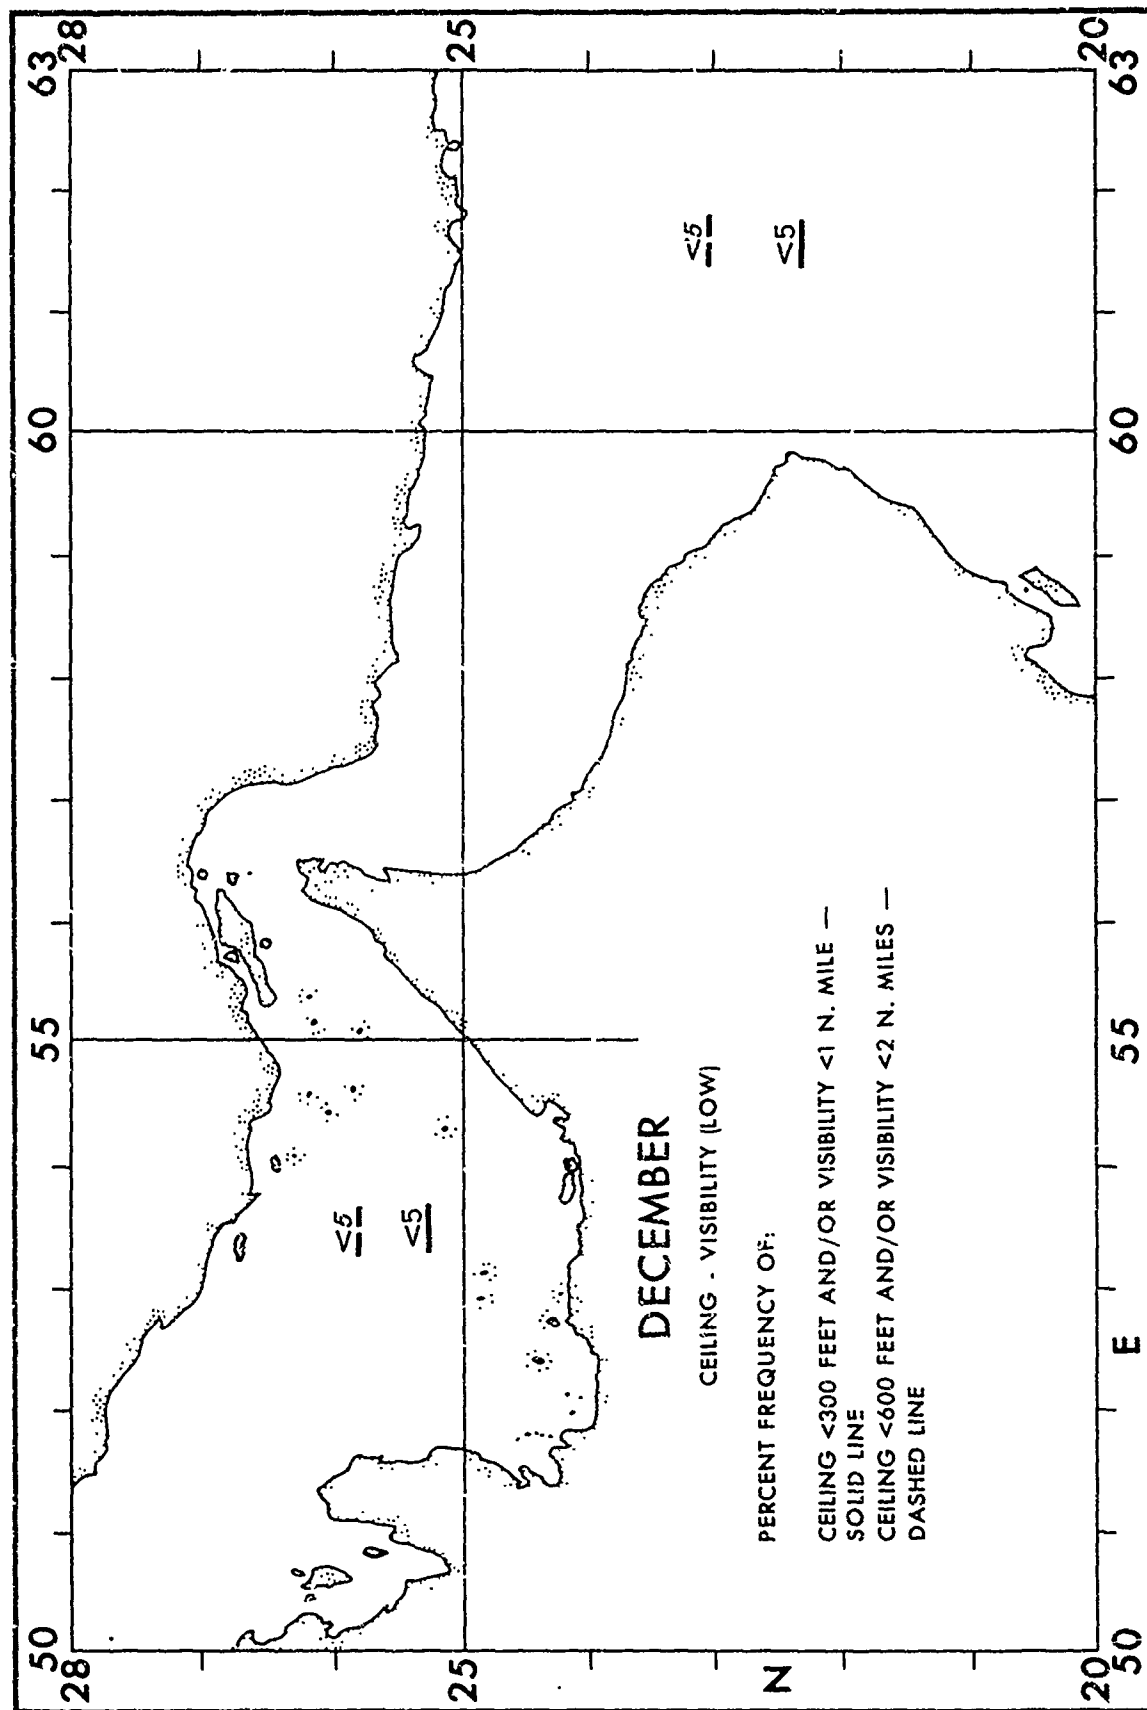 50
55
60
63
28
28
<5
<5
25
25
<5
<5
DECEMBER
CEILING - VISIBILITY (LOW)
PERCENT FREQUENCY OF:
CEILING <300 FEET AND/OR VISIBILITY <1 N. MILE —
SOLID LINE
CEILING <600 FEET AND/OR VISIBILITY <2 N. MILES —
DASHED LINE
N
20
20
50
E
55
60
63